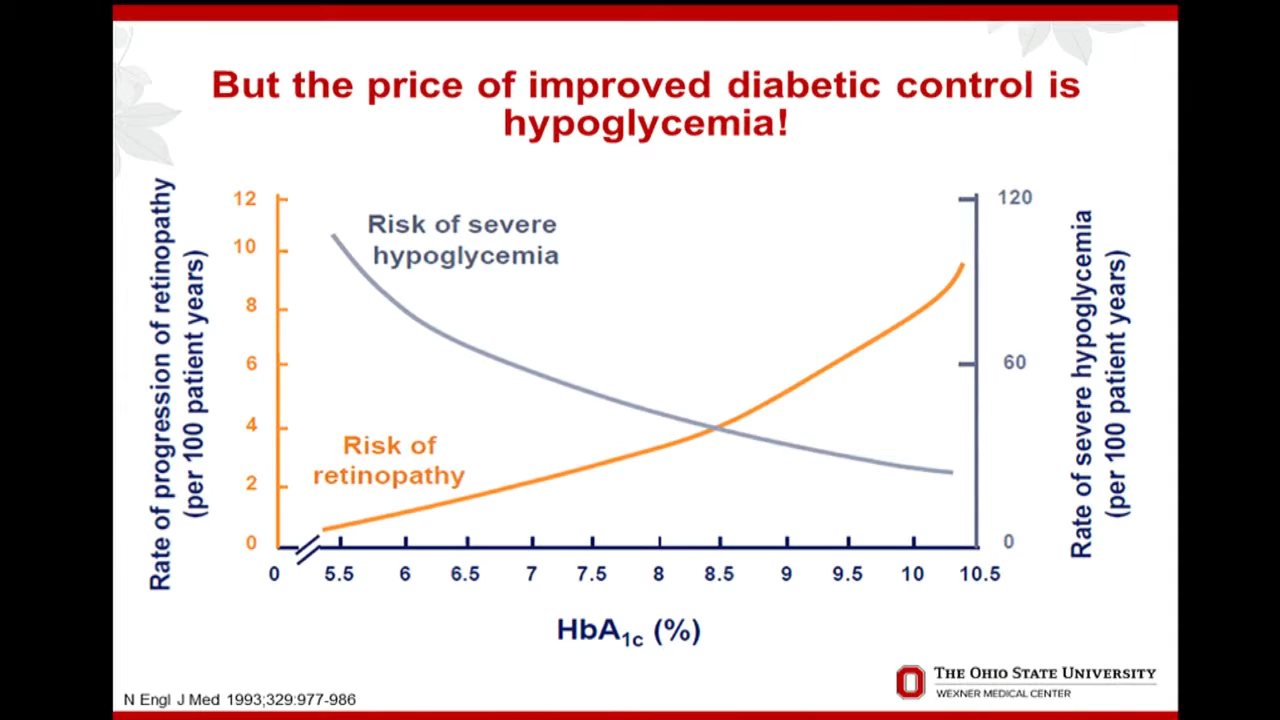 But the price of improved diabetic control is
hypoglycemia!
Rate of progression of retinopathy
(per 100 patient years)
12
10
8
6
4
2
0
Risk of severe
hypoglycemia
Risk of
retinopathy
120
60
0
Rate of severe hypoglycemia
(per 100 patient years)
0 5.5 6 6.5 7 7.5 8 8.5 9 9.5 10 10.5
HbA1c (%)
N Engl J Med 1993;329:977-986
THE OHIO STATE UNIVERSITY
WEXNER MEDICAL CENTER